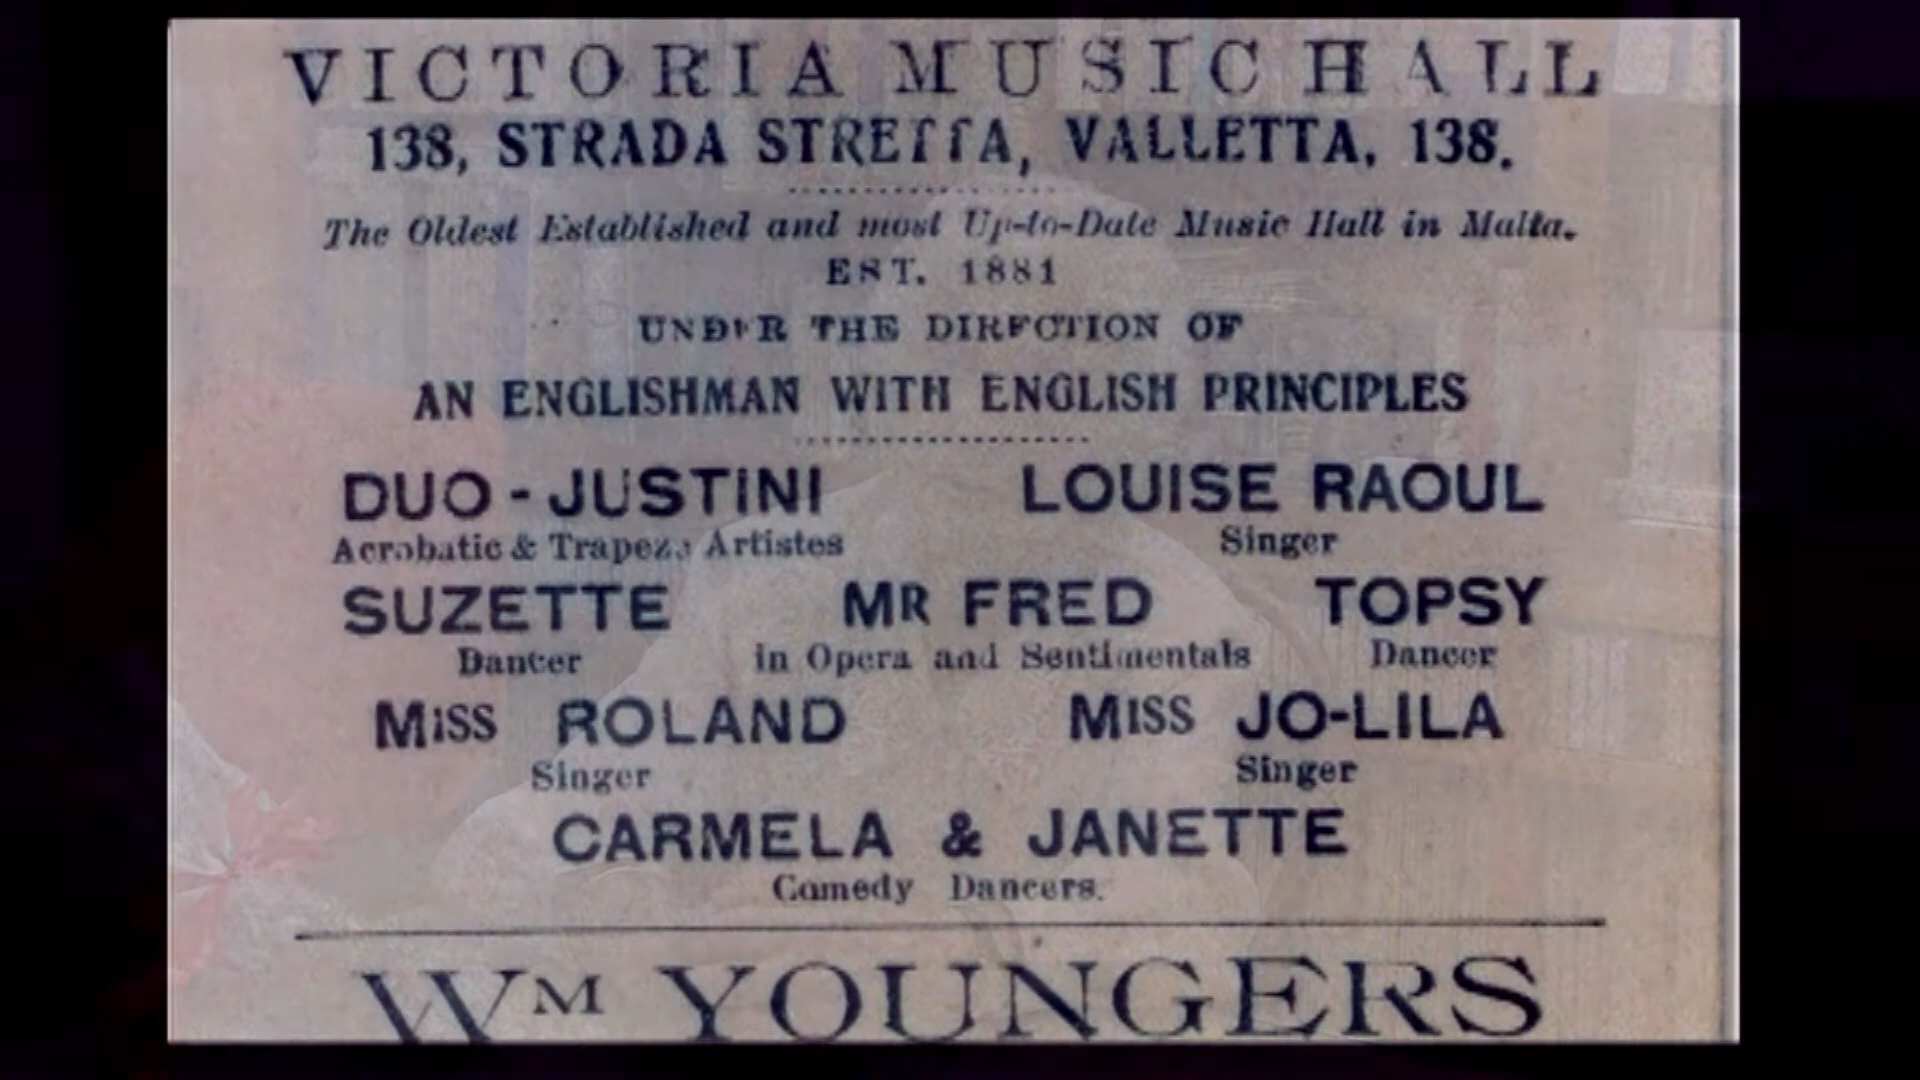 VICTORIA MUSIC HALL
138, STRADA STRETTA, VALLETTA, 138.
The Oldest Established and most Up-to-Date Music Hall in Malta.
EST. 1881
UNDER THE DIRECTION OF
AN ENGLISHMAN WITH ENGLISH PRINCIPLES
DUO - JUSTINI LOUISE RAOUL
Acrobatic & Trapeze Artistes Singer
SUZETTE MR FRED TOPSY
Dancer in Opera and Sentimentals Dancer
MISS ROLAND MISS JO-LILA
Singer Singer
CARMELA & JANETTE
Comedy Dancers.
WM YOUNGERS